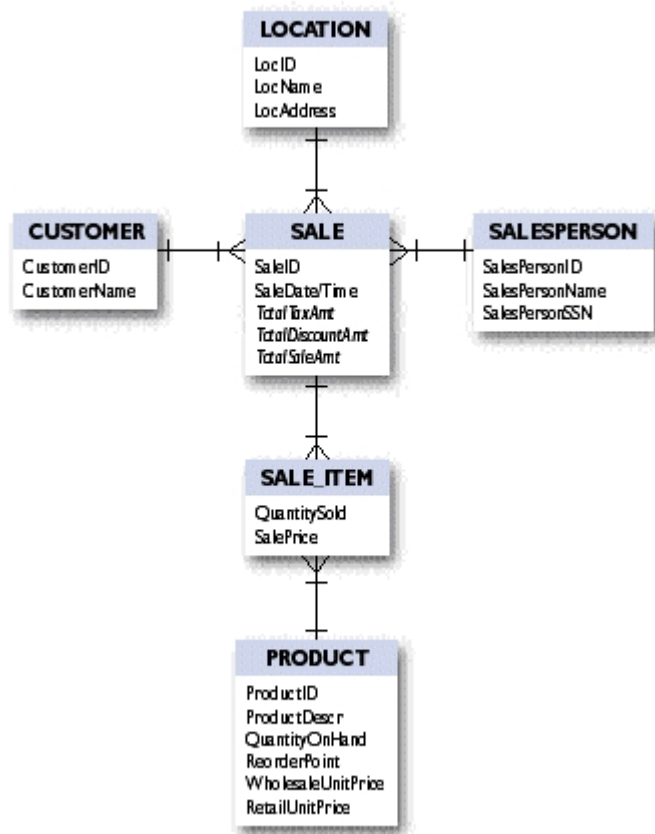 LOCATION
LocID
LocName
LocAddress
CUSTOMER
CustomerID
CustomerName
SALE
SaleID
SaleDate/Time
TotalTaxAmt
TotalDiscountAmt
TotalSaleAmt
SALESPERSON
SalesPersonID
SalesPersonName
SalesPersonSSN
SALE_ITEM
QuantitySold
SalePrice
PRODUCT
ProductID
ProductDescr
QuantityOnHand
ReorderPoint
WholesaleUnitPrice
RetailUnitPrice